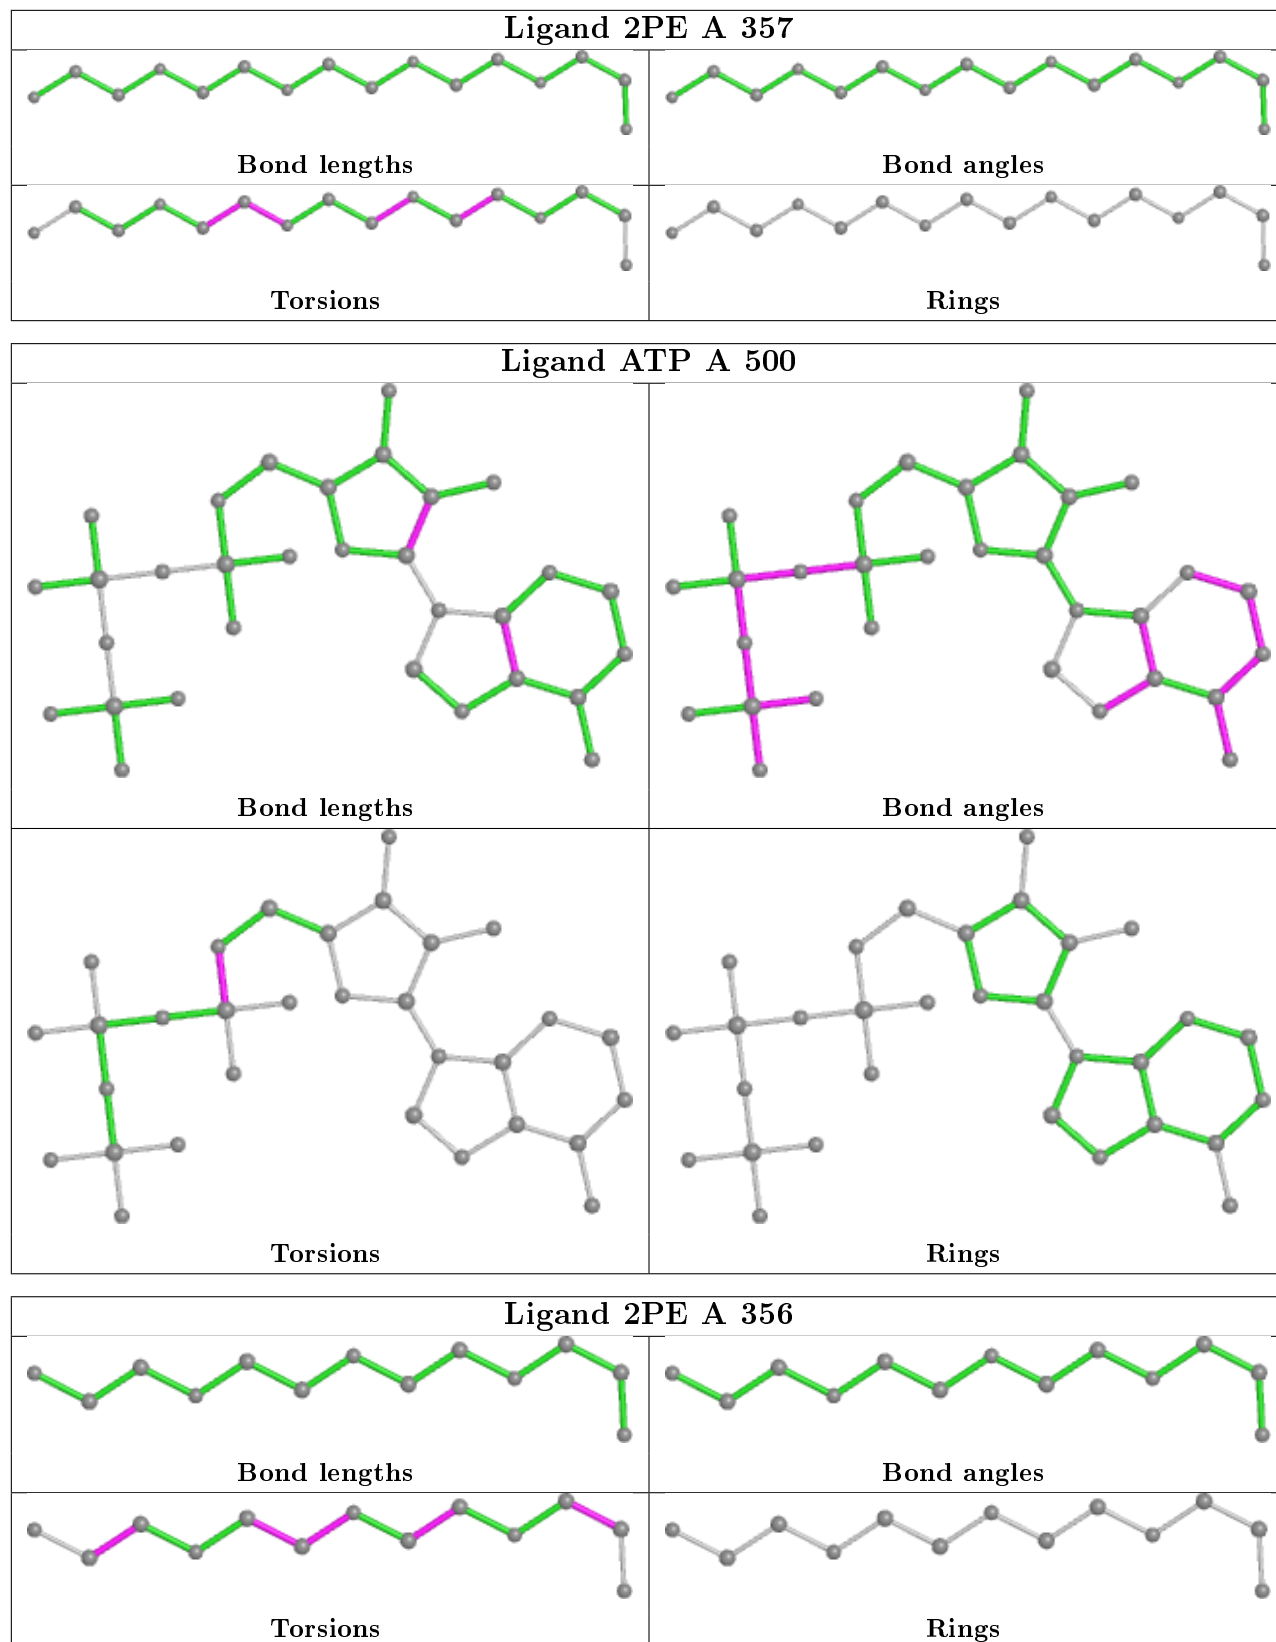 Ligand 2PE A 357
Bond lengths
Bond angles
Torsions
Rings
Ligand ATP A 500
Bond lengths
Bond angles
Torsions
Rings
Ligand 2PE A 356
Bond lengths
Bond angles
Torsions
Rings